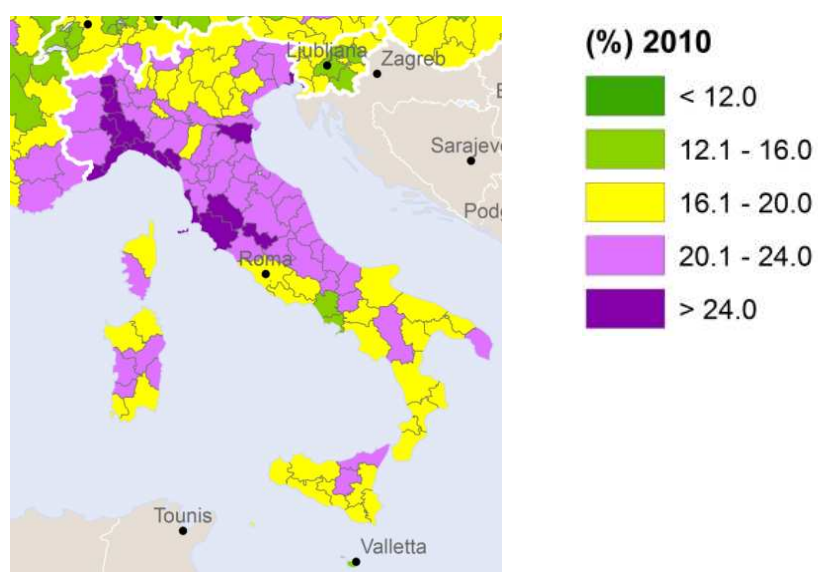 Ljubljana
Zagreb
Sarajev
Podg
Roma
Tounis
Valletta
(%) 2010
< 12.0
12.1 - 16.0
16.1 - 20.0
20.1 - 24.0
> 24.0